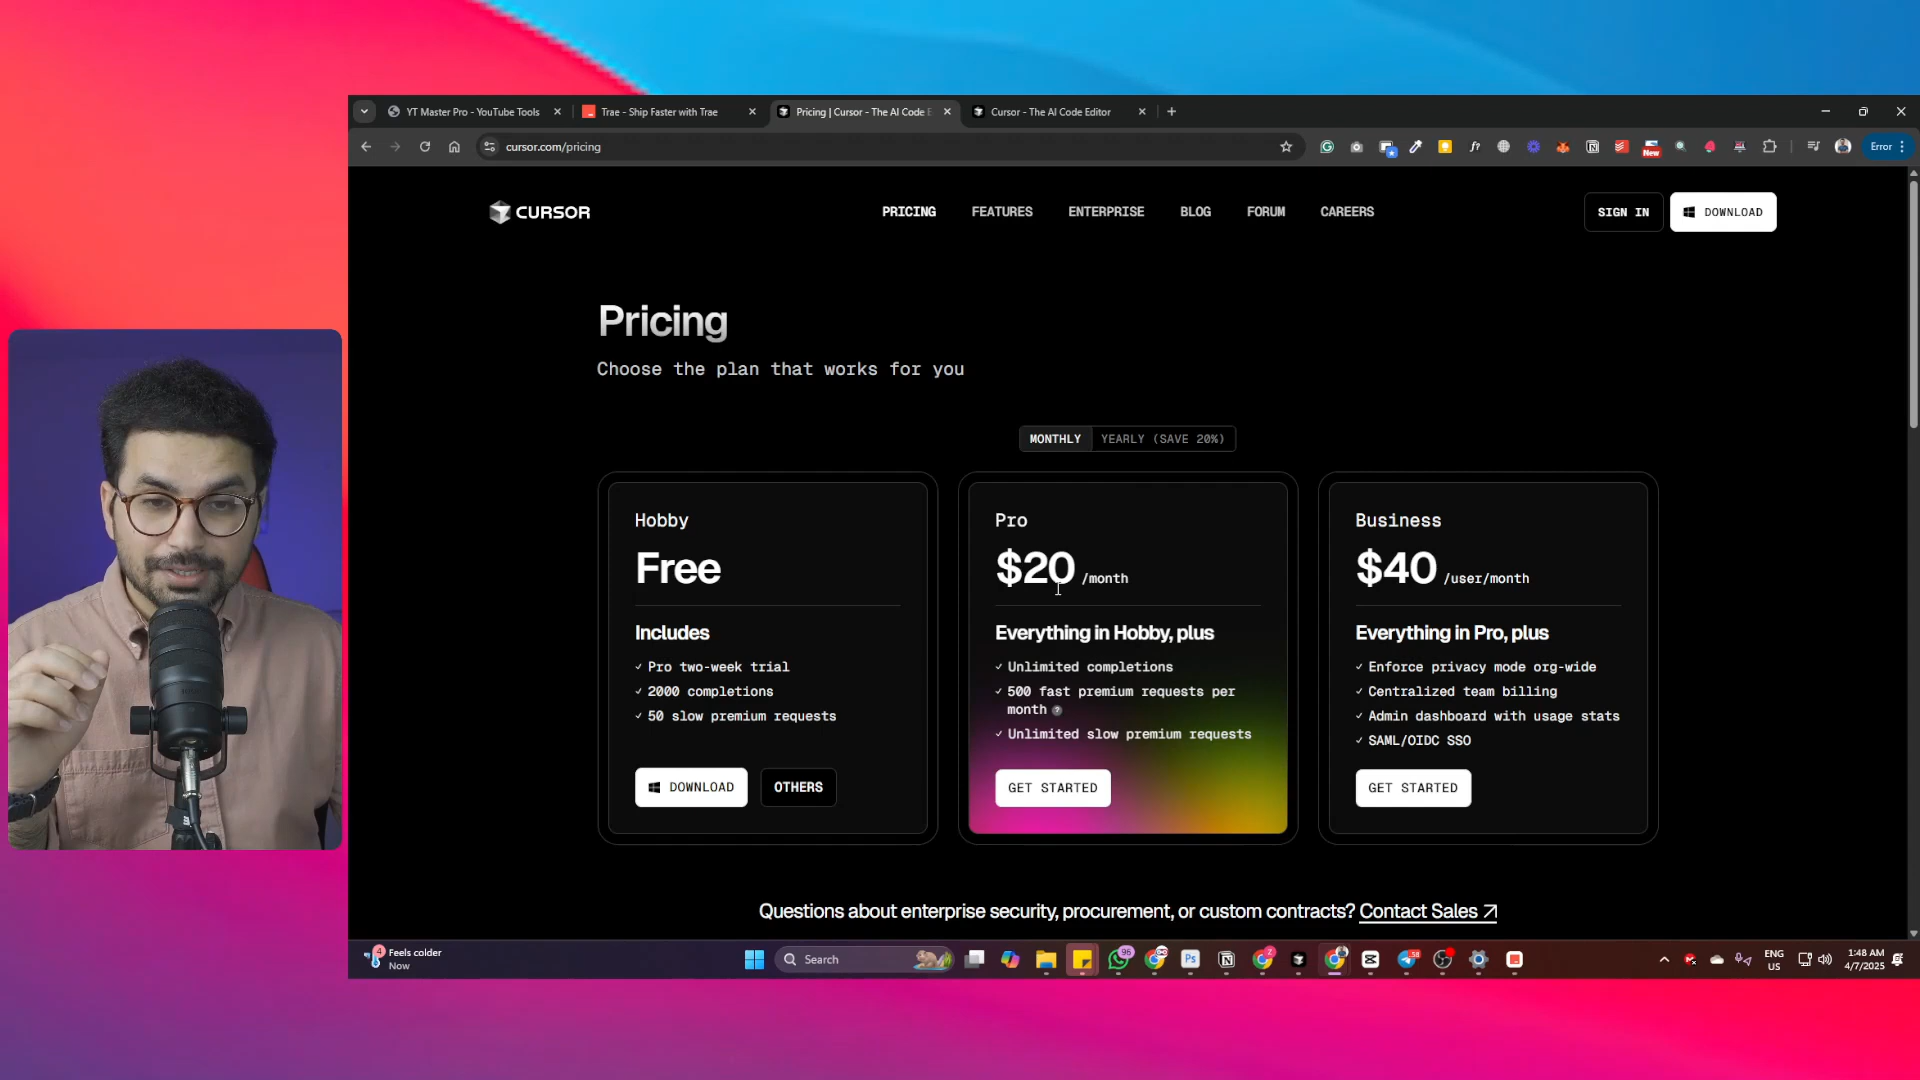 YT Master Pro - YouTube Tools
Trae - Ship Faster with Trae
Pricing | Cursor - The AI Code E
Cursor - The AI Code Editor
cursor.com/pricing
New
Error
CURSOR
PRICING
FEATURES
ENTERPRISE
BLOG
FORUM
CAREERS
SIGN IN
DOWNLOAD
Pricing
Choose the plan that works for you
MONTHLY
YEARLY (SAVE 20%)
Hobby
Free
Includes
✓ Pro two-week trial
✓ 2000 completions
✓ 50 slow premium requests
DOWNLOAD
OTHERS
Pro
$20 /month
Everything in Hobby, plus
✓ Unlimited completions
✓ 500 fast premium requests per
month ?
✓ Unlimited slow premium requests
GET STARTED
Business
$40 /user/month
Everything in Pro, plus
✓ Enforce privacy mode org-wide
✓ Centralized team billing
✓ Admin dashboard with usage stats
✓ SAML/OIDC SSO
GET STARTED
Questions about enterprise security, procurement, or custom contracts? Contact Sales ↗
4
Feels colder
Now
Search
96
Ps
ENG
US
1:48 AM
4/7/2025